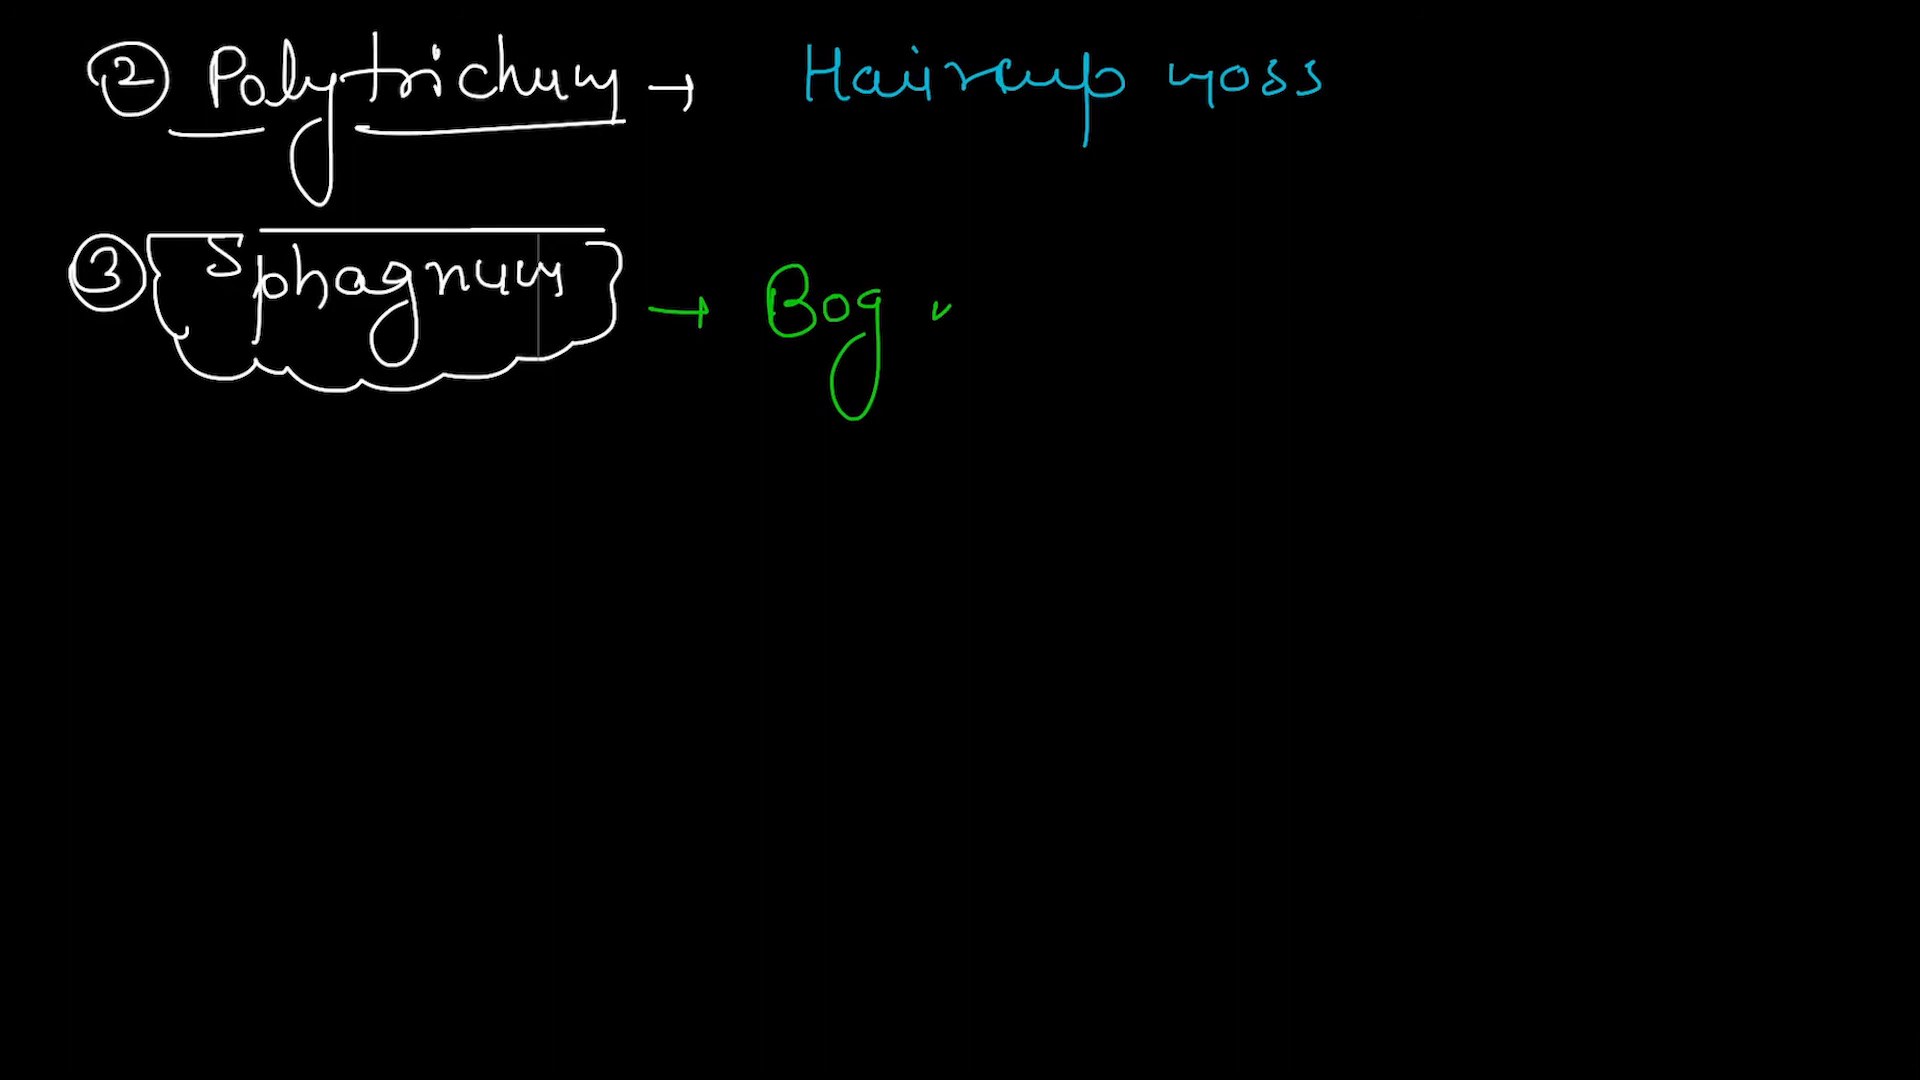 ② Polytrichum → Haircup moss
③ Sphagnum → Bog